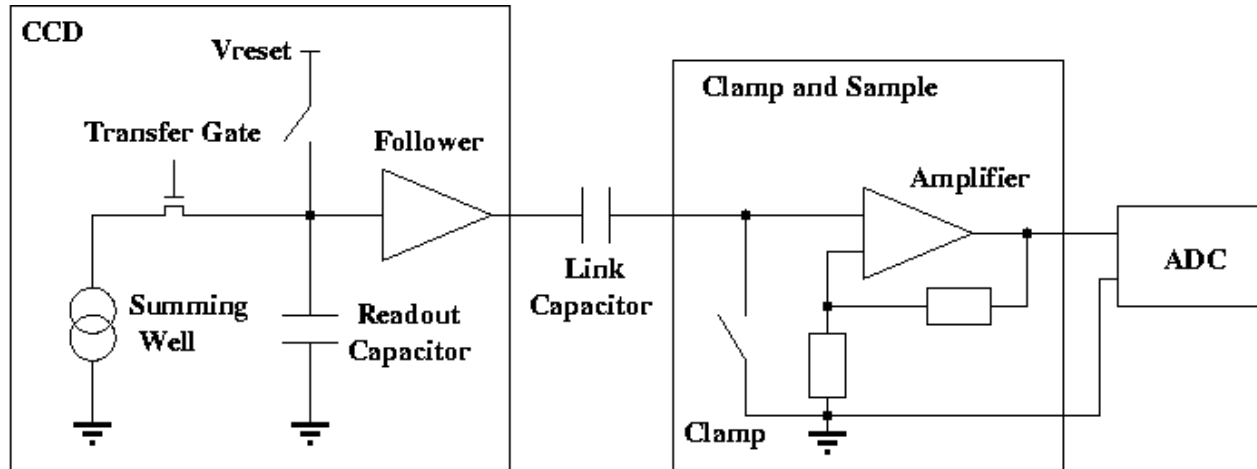 CCD
Vreset
Transfer Gate
Follower
Summing
Well
Readout
Capacitor
Link
Capacitor
Clamp and Sample
Amplifier
Clamp
ADC